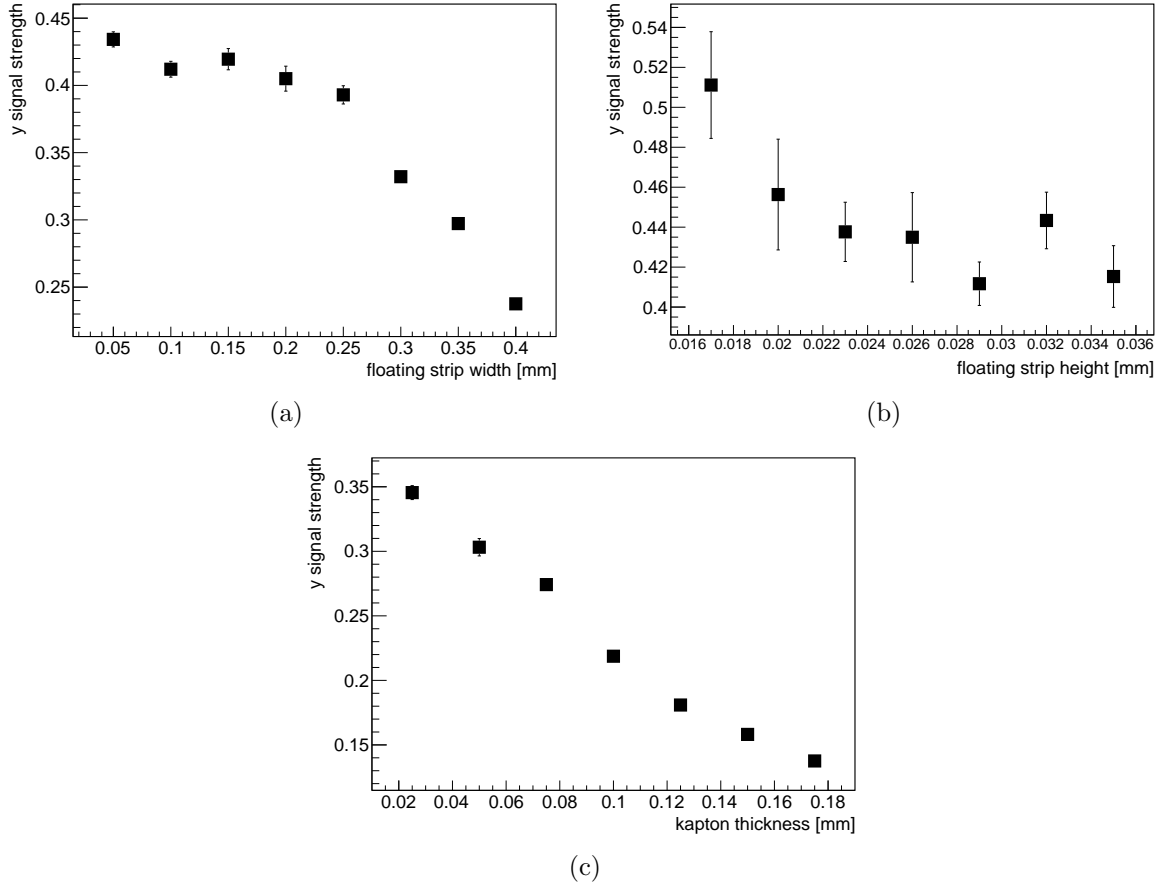 0.45
0.4
0.35
0.3
0.25
y signal strength
0.05 0.1 0.15 0.2 0.25 0.3 0.35 0.4
floating strip width [mm]
(a)
0.54
0.52
0.5
0.48
0.46
0.44
0.42
0.4
y signal strength
0.016 0.018 0.02 0.022 0.024 0.026 0.028 0.03 0.032 0.034 0.036
floating strip height [mm]
(b)
0.35
0.3
0.25
0.2
0.15
y signal strength
0.02 0.04 0.06 0.08 0.1 0.12 0.14 0.16 0.18
kapton thickness [mm]
(c)